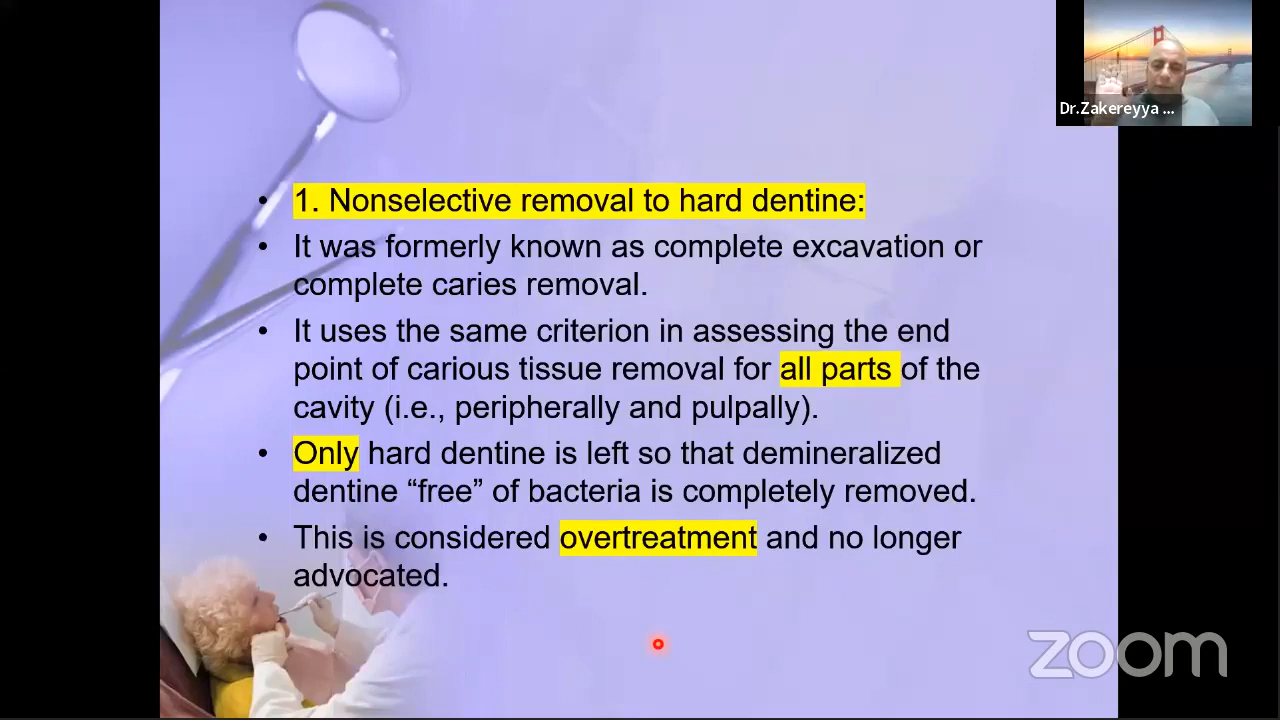 Dr.Zakereyya ...
• 1. Nonselective removal to hard dentine:
• It was formerly known as complete excavation or
complete caries removal.
• It uses the same criterion in assessing the end
point of carious tissue removal for all parts of the
cavity (i.e., peripherally and pulpally).
• Only hard dentine is left so that demineralized
dentine “free” of bacteria is completely removed.
• This is considered overtreatment and no longer
advocated.
zoom